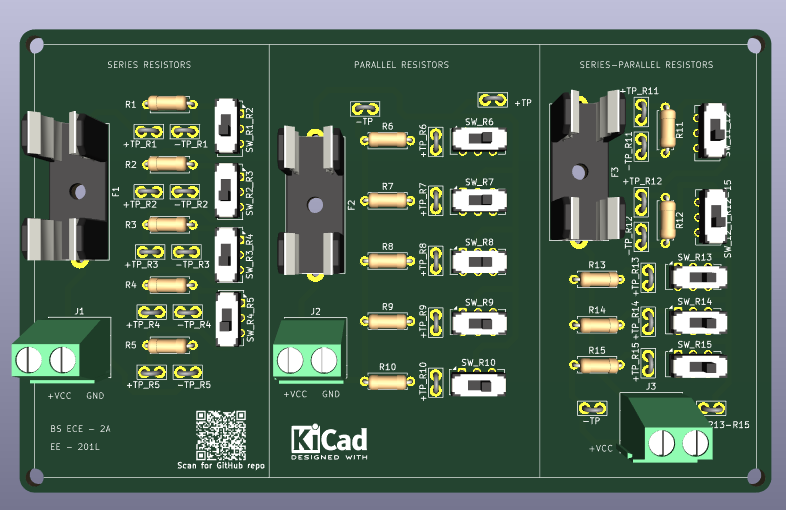 SERIES RESISTORS
R1
+TP_R1
-TP_R1
SW_R1_R2
R2
+TP_R2
-TP_R2
SW_R2_R3
F1
R3
+TP_R3
-TP_R3
SW_R3_R4
R4
+TP_R4
-TP_R4
SW_R4_R5
R5
+TP_R5
-TP_R5
J1
+VCC GND
BS ECE - 2A
EE - 201L
Scan for GitHub repo
PARALLEL RESISTORS
-TP
+TP
R6
+TP_R6
SW_R6
R7
+TP_R7
SW_R7
F2
R8
+TP_R8
SW_R8
R9
+TP_R9
SW_R9
R10
+TP_R10
SW_R10
J2
+VCC GND
KiCad
DESIGNED WITH
SERIES-PARALLEL RESISTORS
+TP_R11
-TP_R11
R11
F3
+TP_R12
R12
R13
+TP_R13
SW_R13
R14
+TP_R14
SW_R14
R15
+TP_R15
SW_R15
J3
-TP
R13-R15
+VCC